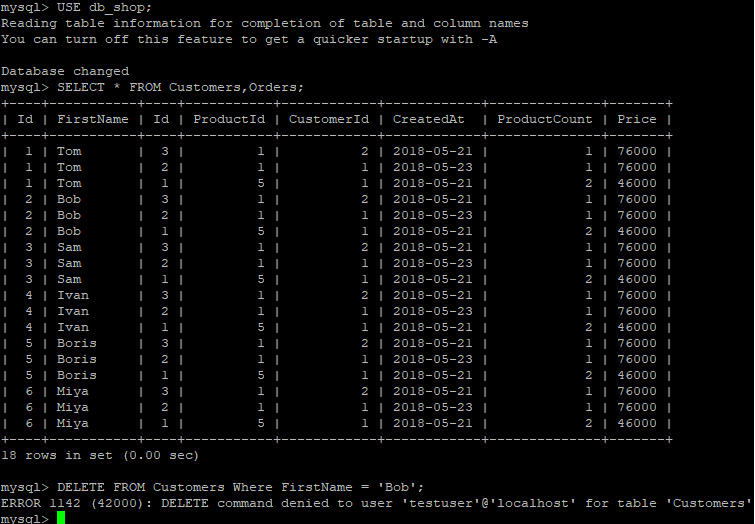 mysql> USE db_shop;
Reading table information for completion of table and column names
You can turn off this feature to get a quicker startup with -A
Database changed
mysql> SELECT * FROM Customers,Orders;
+----+-----------+----+-----------+------------+------------+--------------+-------+
| Id | FirstName | Id | ProductId | CustomerId | CreatedAt  | ProductCount | Price |
+----+-----------+----+-----------+------------+------------+--------------+-------+
|  1 | Tom       |  3 |         1 |          2 | 2018-05-21 |            1 | 76000 |
|  1 | Tom       |  2 |         1 |          1 | 2018-05-23 |            1 | 76000 |
|  1 | Tom       |  1 |         5 |          1 | 2018-05-21 |            2 | 46000 |
|  2 | Bob       |  3 |         1 |          2 | 2018-05-21 |            1 | 76000 |
|  2 | Bob       |  2 |         1 |          1 | 2018-05-23 |            1 | 76000 |
|  2 | Bob       |  1 |         5 |          1 | 2018-05-21 |            2 | 46000 |
|  3 | Sam       |  3 |         1 |          2 | 2018-05-21 |            1 | 76000 |
|  3 | Sam       |  2 |         1 |          1 | 2018-05-23 |            1 | 76000 |
|  3 | Sam       |  1 |         5 |          1 | 2018-05-21 |            2 | 46000 |
|  4 | Ivan      |  3 |         1 |          2 | 2018-05-21 |            1 | 76000 |
|  4 | Ivan      |  2 |         1 |          1 | 2018-05-23 |            1 | 76000 |
|  4 | Ivan      |  1 |         5 |          1 | 2018-05-21 |            2 | 46000 |
|  5 | Boris     |  3 |         1 |          2 | 2018-05-21 |            1 | 76000 |
|  5 | Boris     |  2 |         1 |          1 | 2018-05-23 |            1 | 76000 |
|  5 | Boris     |  1 |         5 |          1 | 2018-05-21 |            2 | 46000 |
|  6 | Miya      |  3 |         1 |          2 | 2018-05-21 |            1 | 76000 |
|  6 | Miya      |  2 |         1 |          1 | 2018-05-23 |            1 | 76000 |
|  6 | Miya      |  1 |         5 |          1 | 2018-05-21 |            2 | 46000 |
+----+-----------+----+-----------+------------+------------+--------------+-------+
18 rows in set (0.00 sec)
mysql> DELETE FROM Customers Where FirstName = 'Bob';
ERROR 1142 (42000): DELETE command denied to user 'testuser'@'localhost' for table 'Customers'
mysql>